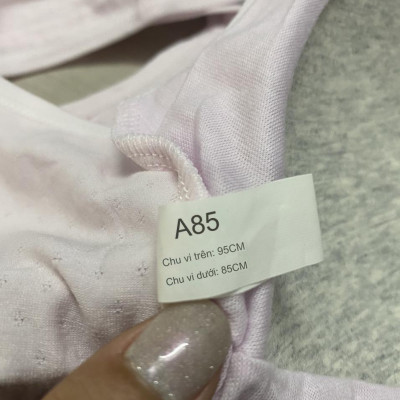 A85
Chu vi trên: 95CM
Chu vi dưới: 85CM